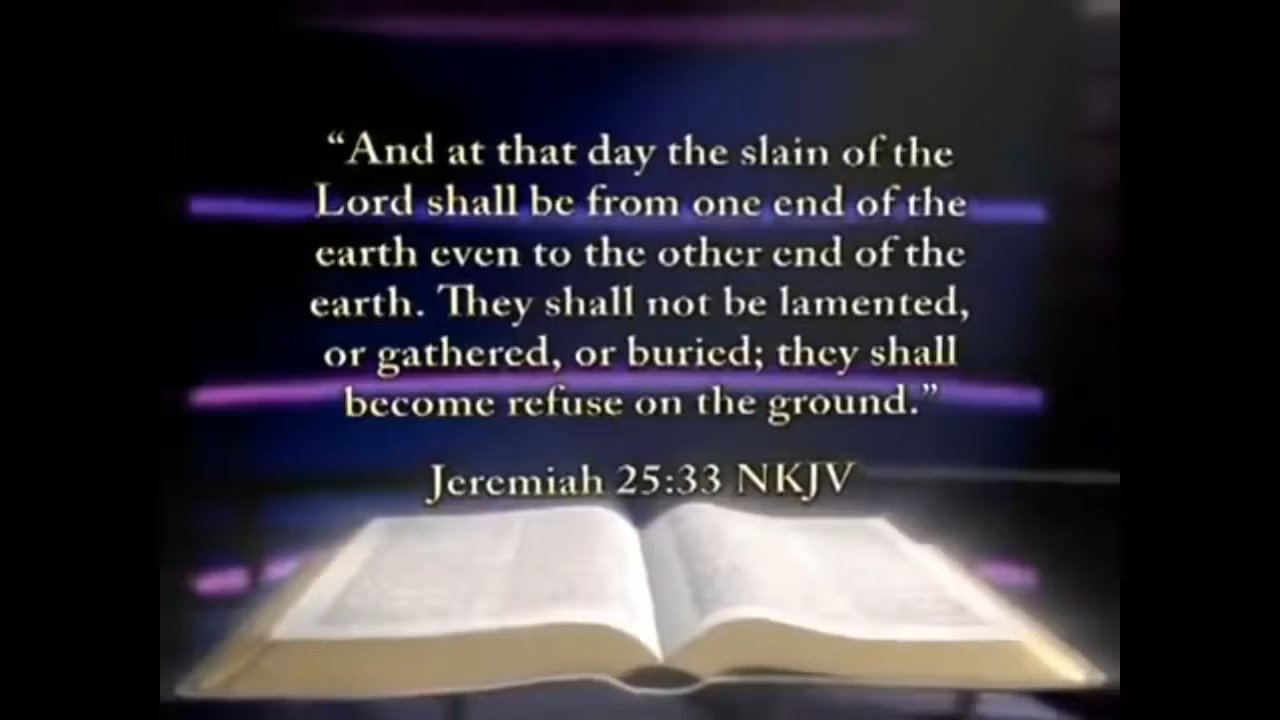 “And at that day the slain of the
Lord shall be from one end of the
earth even to the other end of the
earth. They shall not be lamented,
or gathered, or buried; they shall
become refuse on the ground.”
Jeremiah 25:33 NKJV